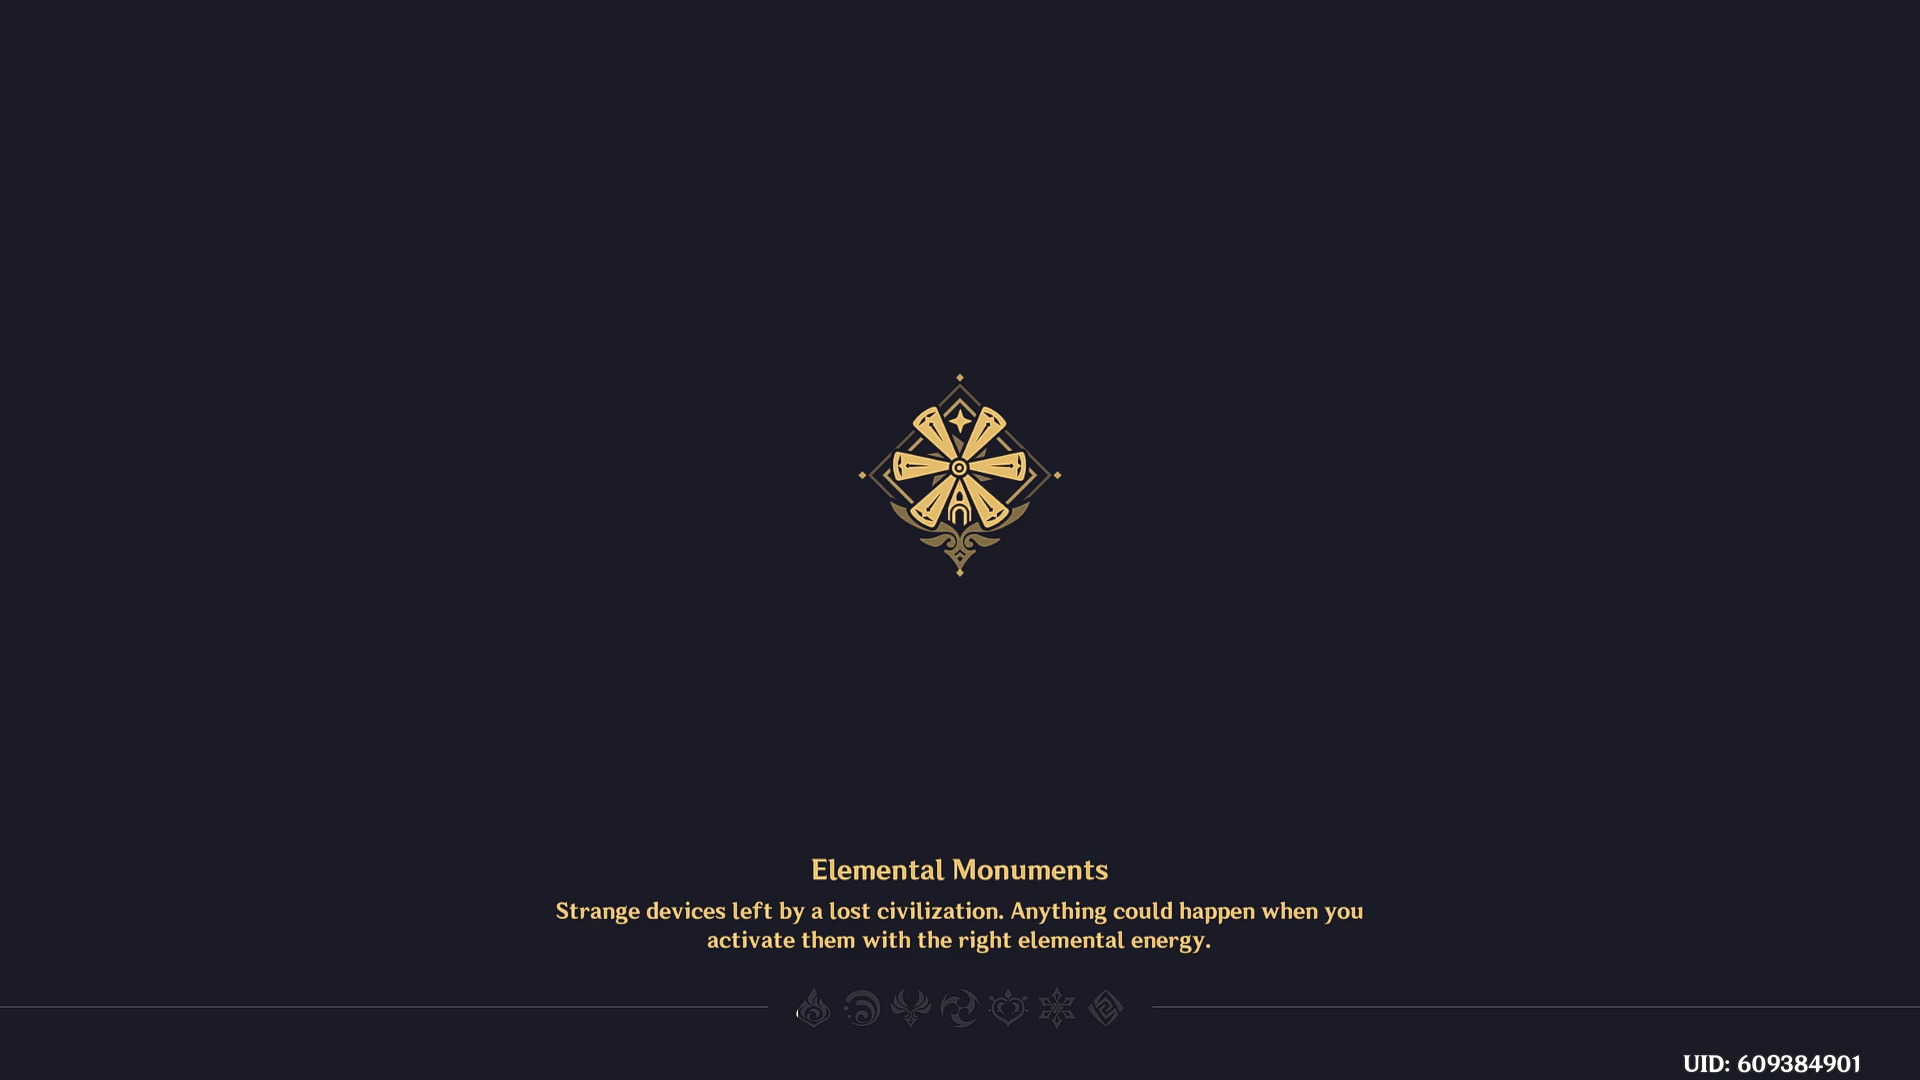 Elemental Monuments
Strange devices left by a lost civilization. Anything could happen when you
activate them with the right elemental energy.
UID: 609384901